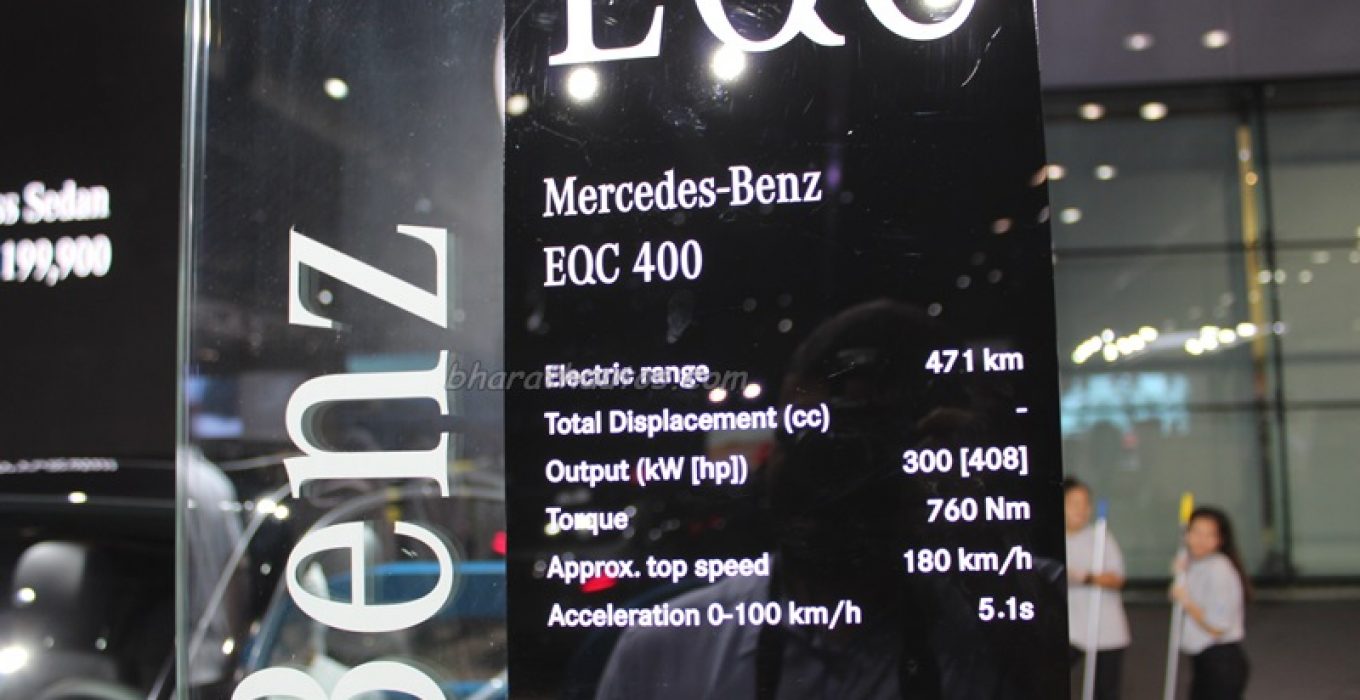 Sedan
199,900
Benz
EQC
Mercedes-Benz
EQC 400
Electric range 471 km
Total Displacement (cc) -
Output (kW [hp]) 300 [408]
Torque 760 Nm
Approx. top speed 180 km/h
Acceleration 0-100 km/h 5.1s